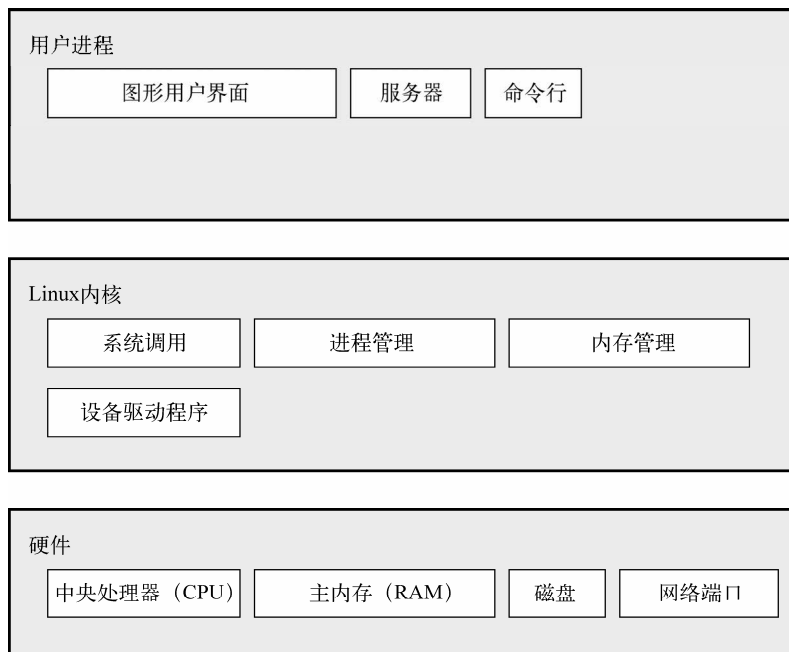 用户进程
图形用户界面 服务器 命令行
Linux内核
系统调用 进程管理 内存管理
设备驱动程序
硬件
中央处理器（CPU） 主内存（RAM） 磁盘 网络端口